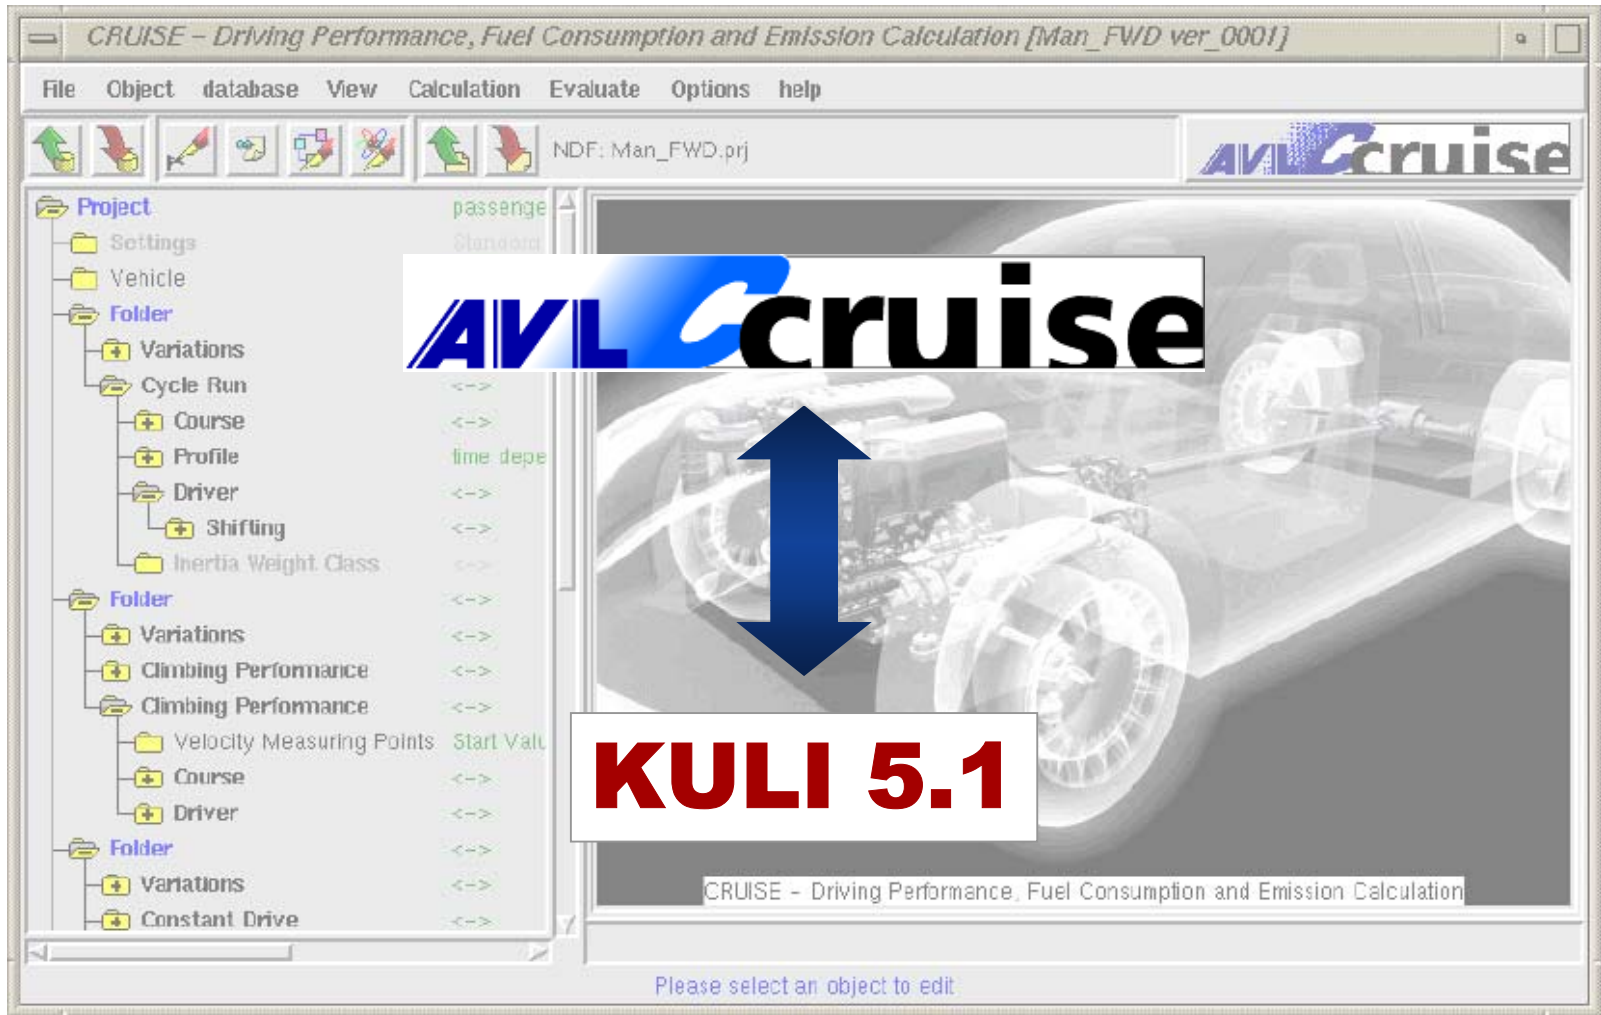 CRUISE – Driving Performance, Fuel Consumption and Emission Calculation [Man_FWD ver_0001]
File Object database View Calculation Evaluate Options help
NDF: Man_FWD.prj
AVL cruise
Project passenge
Settings Standard
Vehicle
Folder
AVL cruise
Variations
Cycle Run <->
Course <->
Profile time depe
Driver <->
Shifting <->
Inertia Weight Class <->
Folder <->
Variations <->
Climbing Performance <->
Climbing Performance <->
Velocity Measuring Points Start Valu
KULI 5.1
Course <->
Driver <->
Folder <->
Variations <->
CRUISE – Driving Performance, Fuel Consumption and Emission Calculation
Constant Drive <->
Please select an object to edit